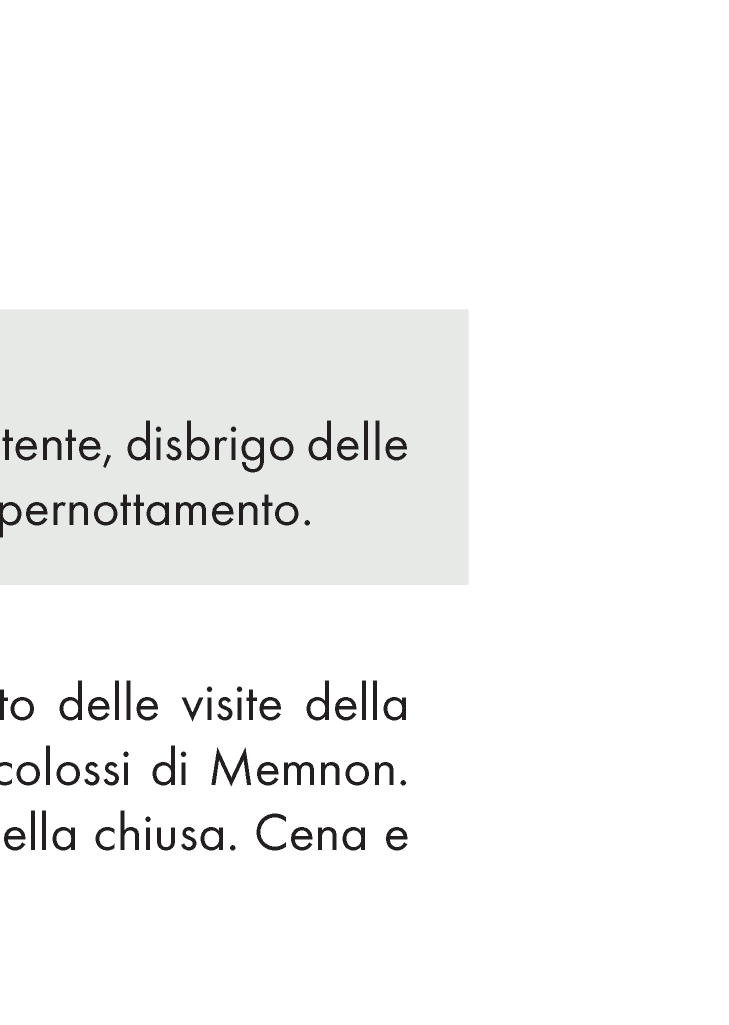 tente, disbrigo delle
pernottamento.
to delle visite della
colossi di Memnon.
ella chiusa. Cena e